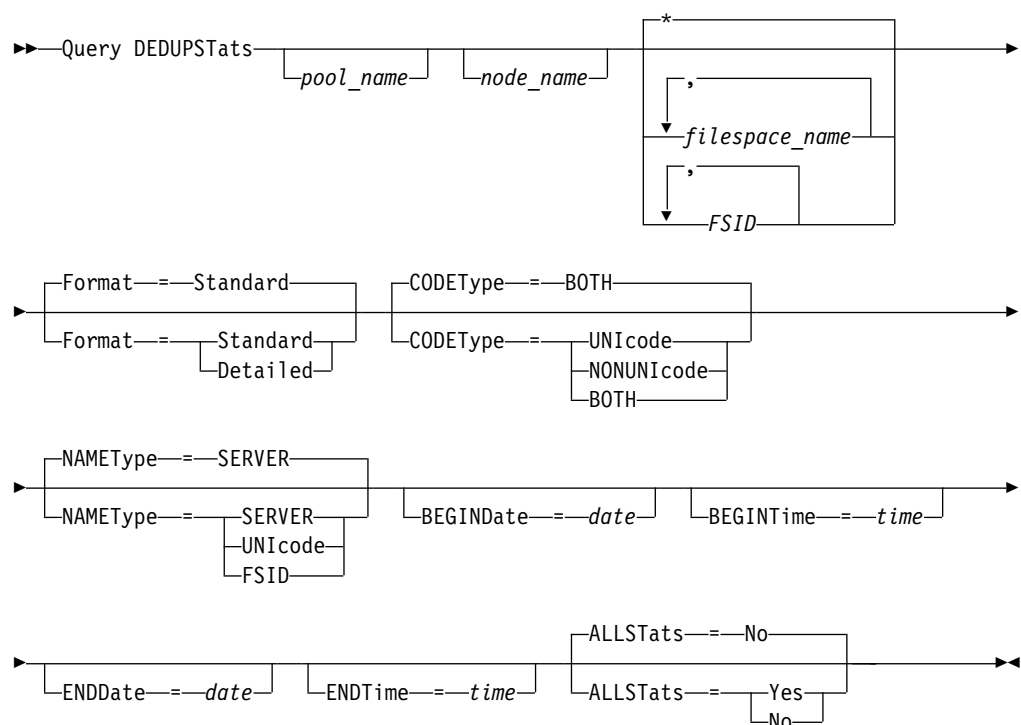 *
Query DEDUPSTats
pool_name
node_name
,
filespace_name
,
FSID
Format = Standard
Format = Standard
Detailed
CODEType = BOTH
CODEType = UNIcode
NONUNIcode
BOTH
NAMEType = SERVER
NAMEType = SERVER
UNIcode
FSID
BEGINDate = date
BEGINTime = time
ENDDate = date
ENDTime = time
ALLSTats = No
ALLSTats = Yes
No